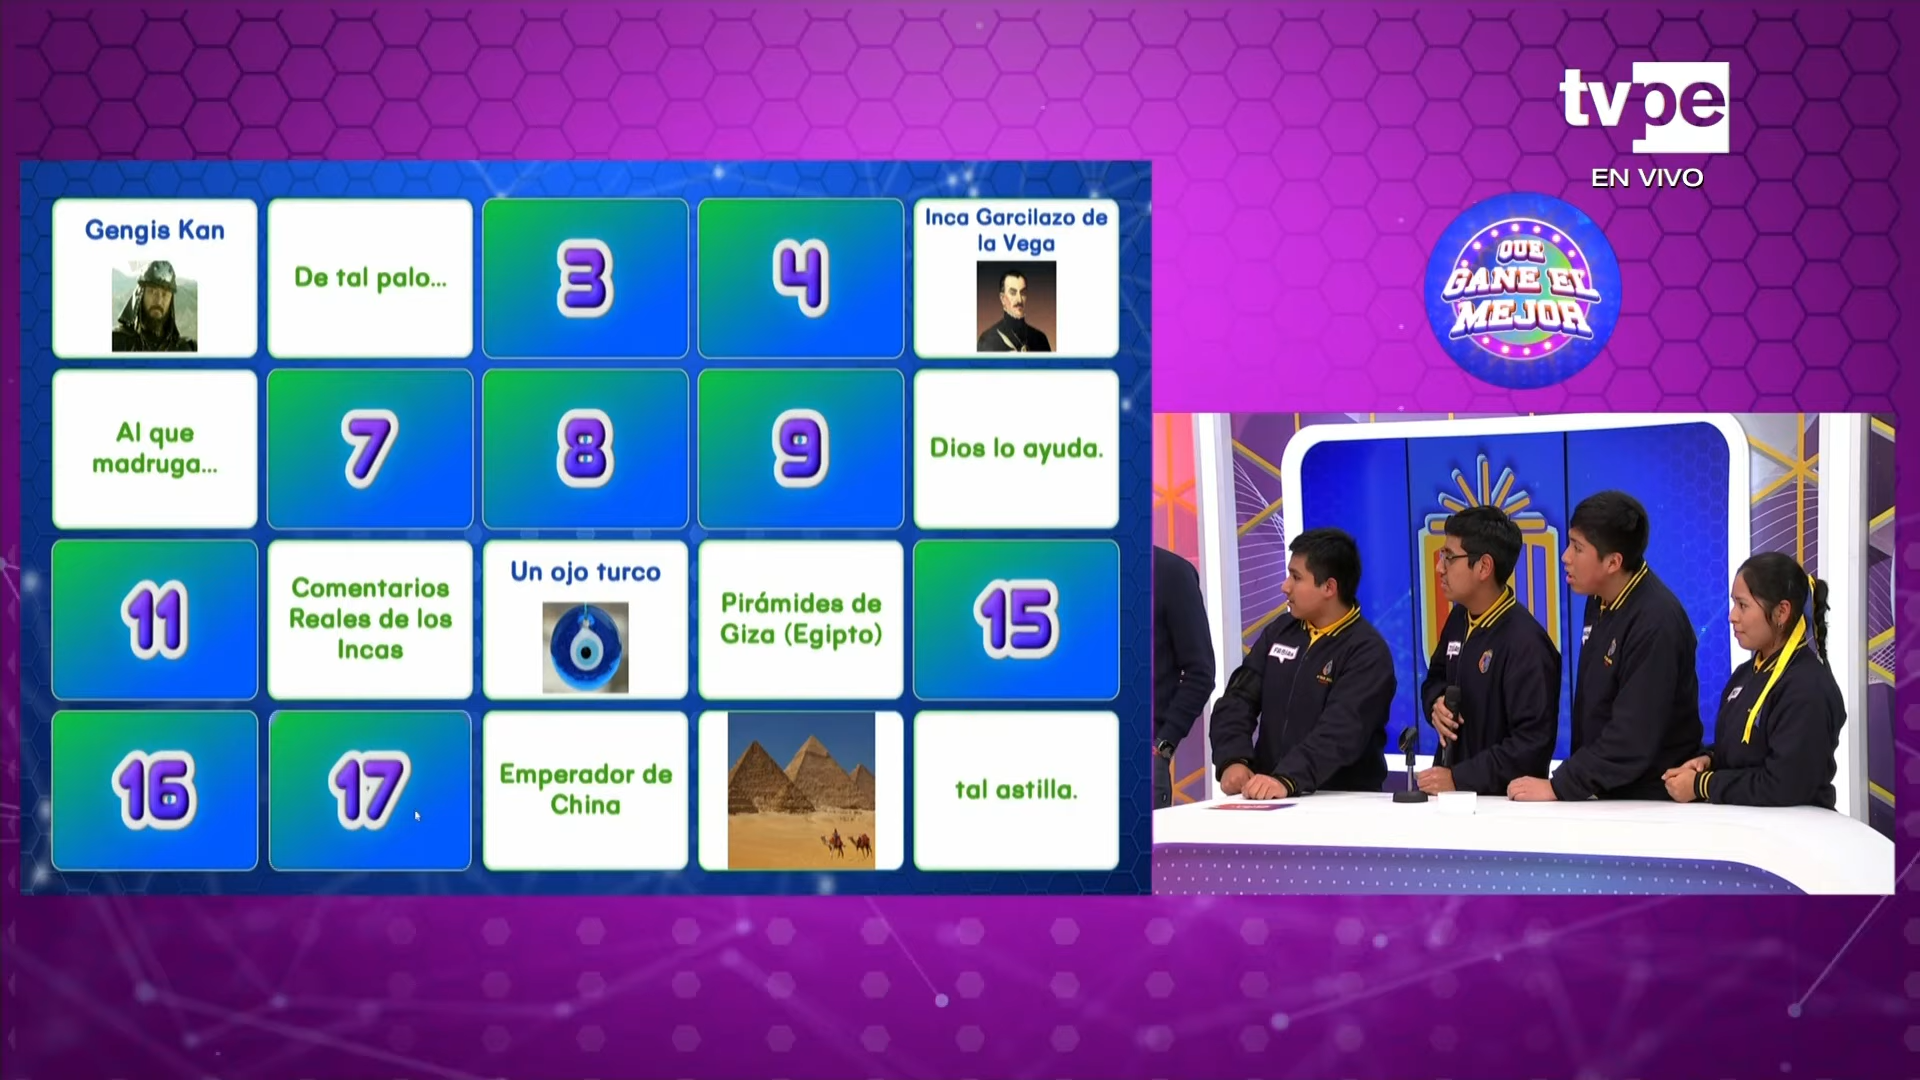 tvpe
EN VIVO
QUE
GANE EL
MEJOR
Gengis Kan
De tal palo...
3
4
Inca Garcilazo de
la Vega
Al que
madruga...
7
8
9
Dios lo ayuda.
11
Comentarios
Reales de los
Incas
Un ojo turco
Pirámides de
Giza (Egipto)
15
16
17
Emperador de
China
tal astilla.